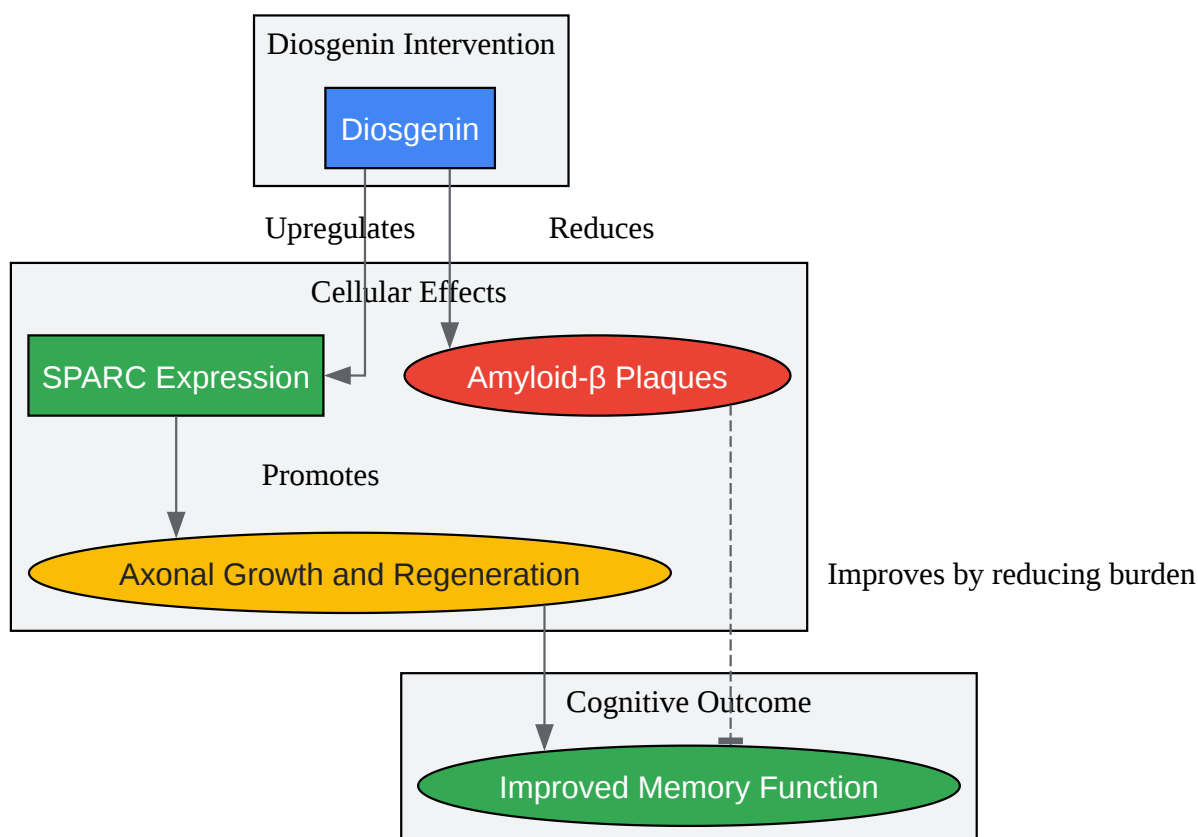 Diosgenin Intervention
Diosgenin
Upregulates
Reduces
Cellular Effects
SPARC Expression
Amyloid-β Plaques
Promotes
Axonal Growth and Regeneration
Improves by reducing burden
Cognitive Outcome
Improved Memory Function